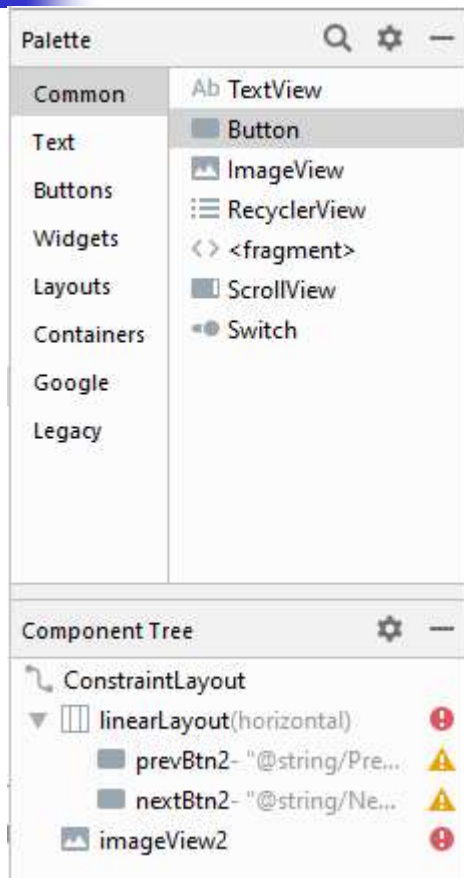 Palette
Common
Text
Buttons
Widgets
Layouts
Containers
Google
Legacy
Ab TextView
Button
ImageView
RecyclerView
<fragment>
ScrollView
Switch
Component Tree
ConstraintLayout
linearLayout(horizontal)
prevBtn2- "@string/Pre...
nextBtn2- "@string/Ne...
imageView2